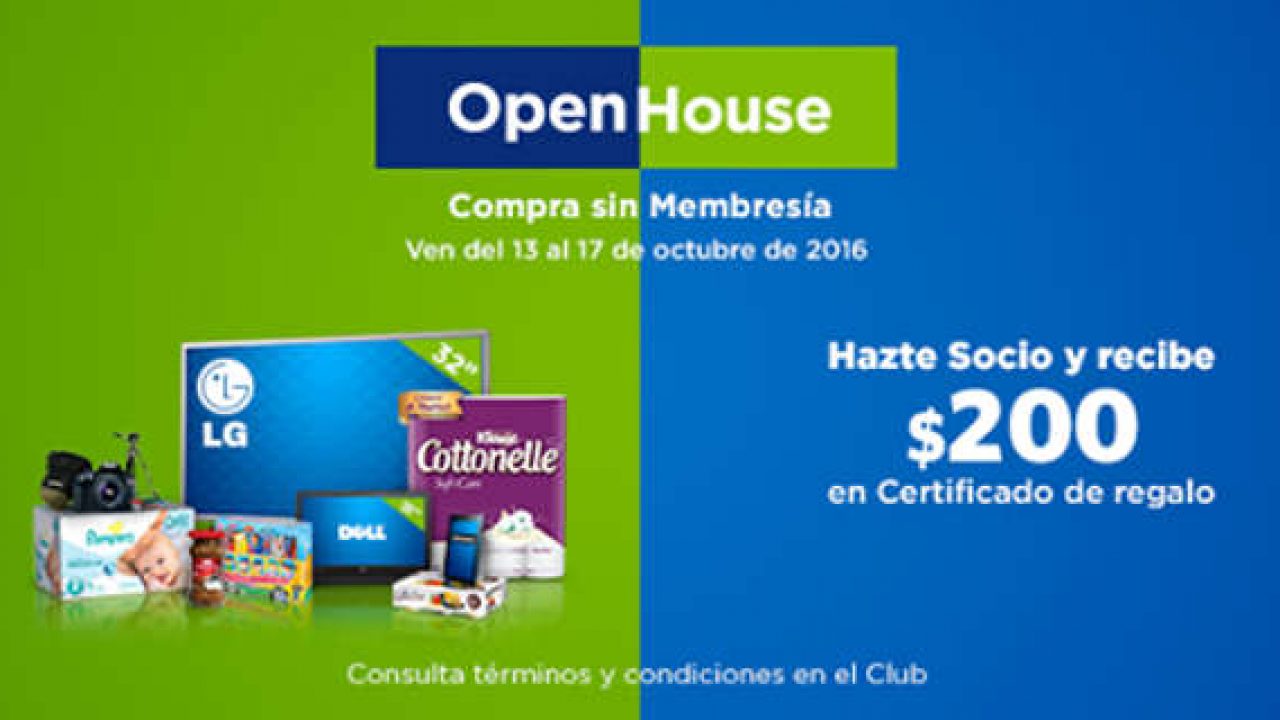 OpenHouse
Compra sin Membresía
Ven del 13 al 17 de octubre de 2016
32"
LG
Hazte Socio y recibe
$200
en Certificado de regalo
Cottonelle
Pampers
DELL
Consulta términos y condiciones en el Club